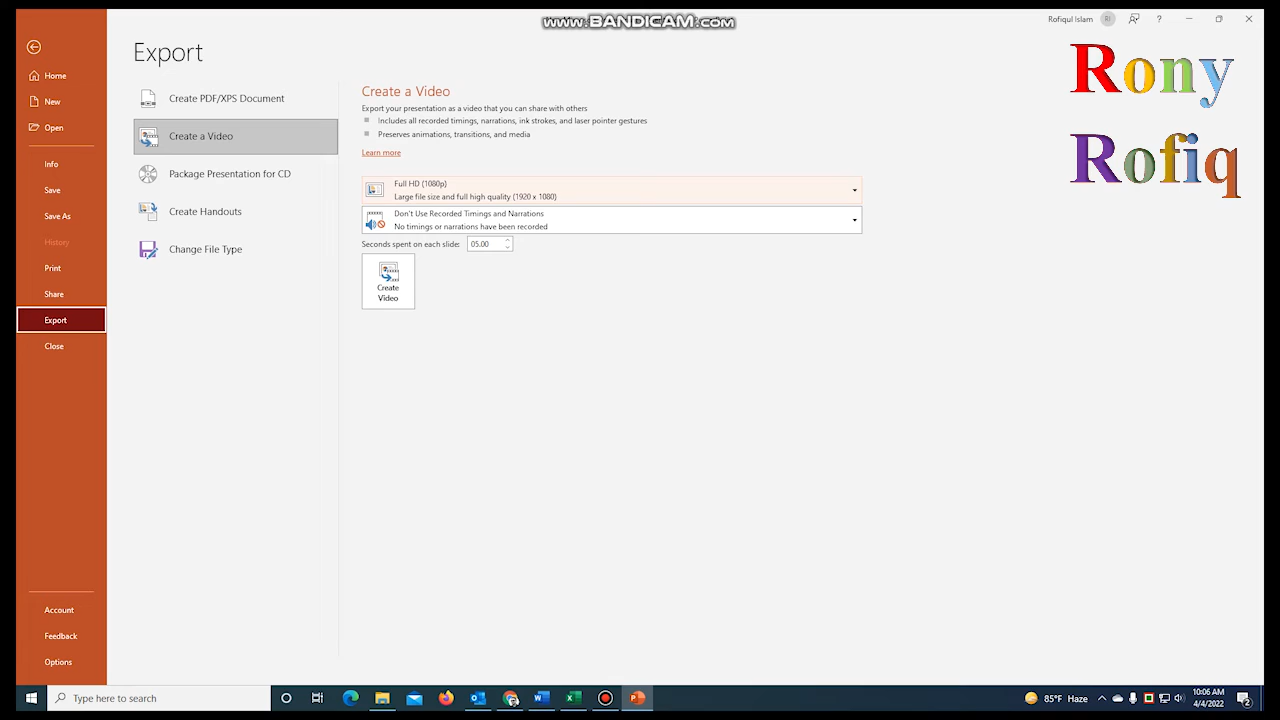 www.BANDICAM.com
Rofiqul Islam RI
?
Export
Home
New
Open
Info
Save
Save As
History
Print
Share
Export
Close
Account
Feedback
Options
Create PDF/XPS Document
Create a Video
Package Presentation for CD
Create Handouts
Change File Type
Create a Video
Export your presentation as a video that you can share with others
Includes all recorded timings, narrations, ink strokes, and laser pointer gestures
Preserves animations, transitions, and media
Learn more
Full HD (1080p)
Large file size and full high quality (1920 x 1080)
Don't Use Recorded Timings and Narrations
No timings or narrations have been recorded
Seconds spent on each slide: 05.00
Create
Video
Rony
Rofiq
Type here to search
85°F Haze
10:06 AM
4/4/2022
2